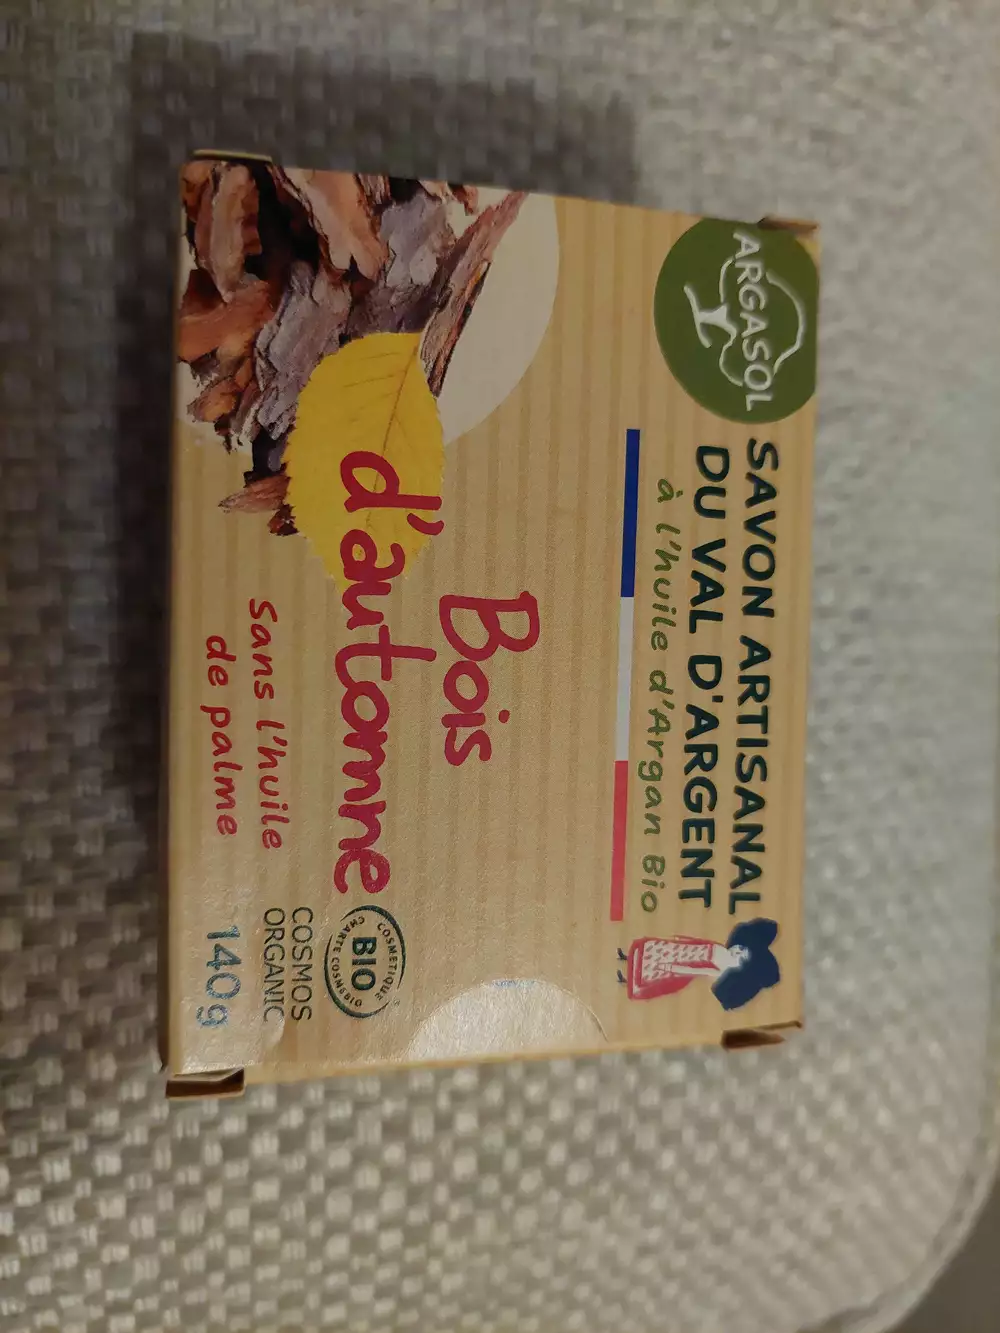 ARGASOL
SAVON ARTISANAL
DU VAL D'ARGENT
à l'huile d'Argan Bio
Bois
d'automne
Sans l'huile
de palme
COSMETIQUE
BIO
CHARTE COSMEBIO
COSMOS
ORGANIC
140g